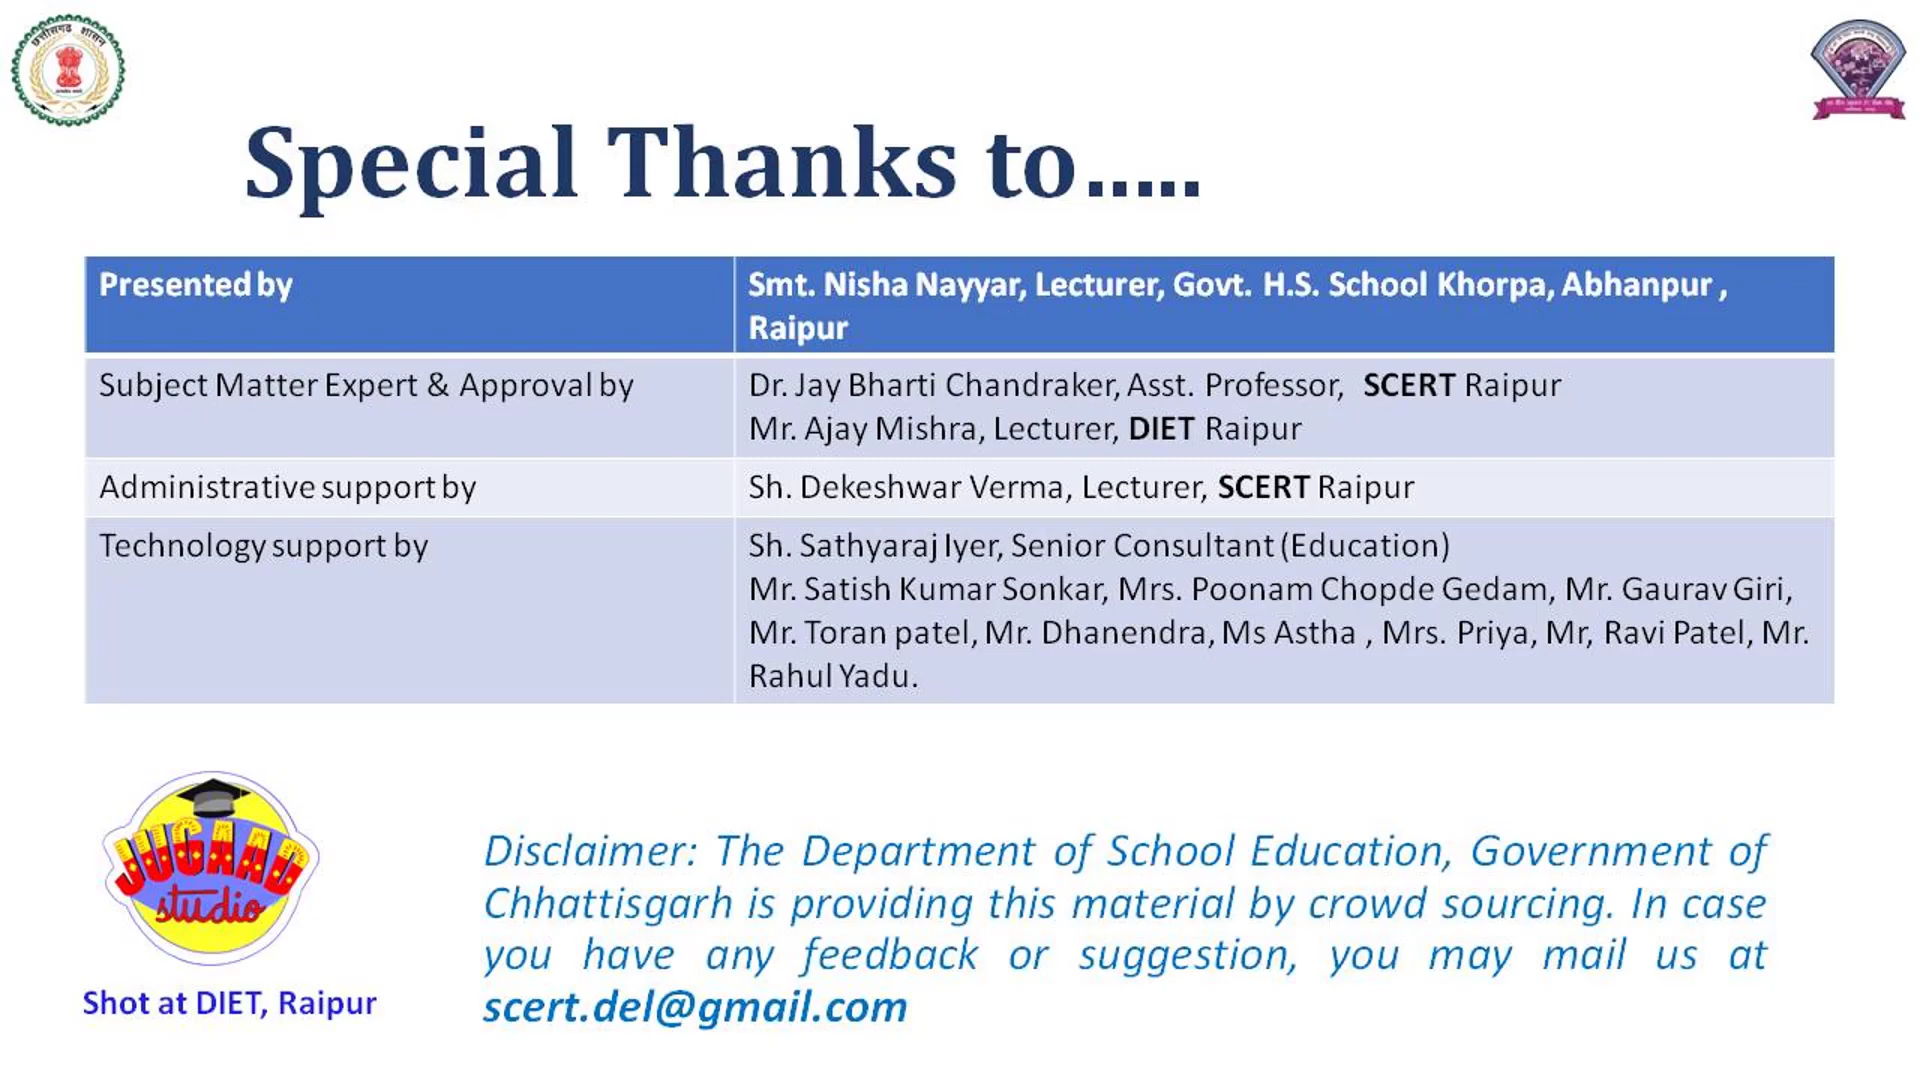 छत्तीसगढ़ शासन
Special Thanks to.....
Presented by
Smt. Nisha Nayyar, Lecturer, Govt. H.S. School Khorpa, Abhanpur ,
Raipur
Subject Matter Expert & Approval by
Dr. Jay Bharti Chandraker, Asst. Professor,  SCERT Raipur
Mr. Ajay Mishra, Lecturer, DIET Raipur
Administrative support by
Sh. Dekeshwar Verma, Lecturer, SCERT Raipur
Technology support by
Sh. Sathyaraj Iyer, Senior Consultant (Education)
Mr. Satish Kumar Sonkar, Mrs. Poonam Chopde Gedam, Mr. Gaurav Giri,
Mr. Toran patel, Mr. Dhanendra, Ms Astha , Mrs. Priya, Mr, Ravi Patel, Mr.
Rahul Yadu.
JUGAAD
studio
Shot at DIET, Raipur
Disclaimer: The Department of School Education, Government of
Chhattisgarh is providing this material by crowd sourcing. In case
you have any feedback or suggestion, you may mail us at
scert.del@gmail.com